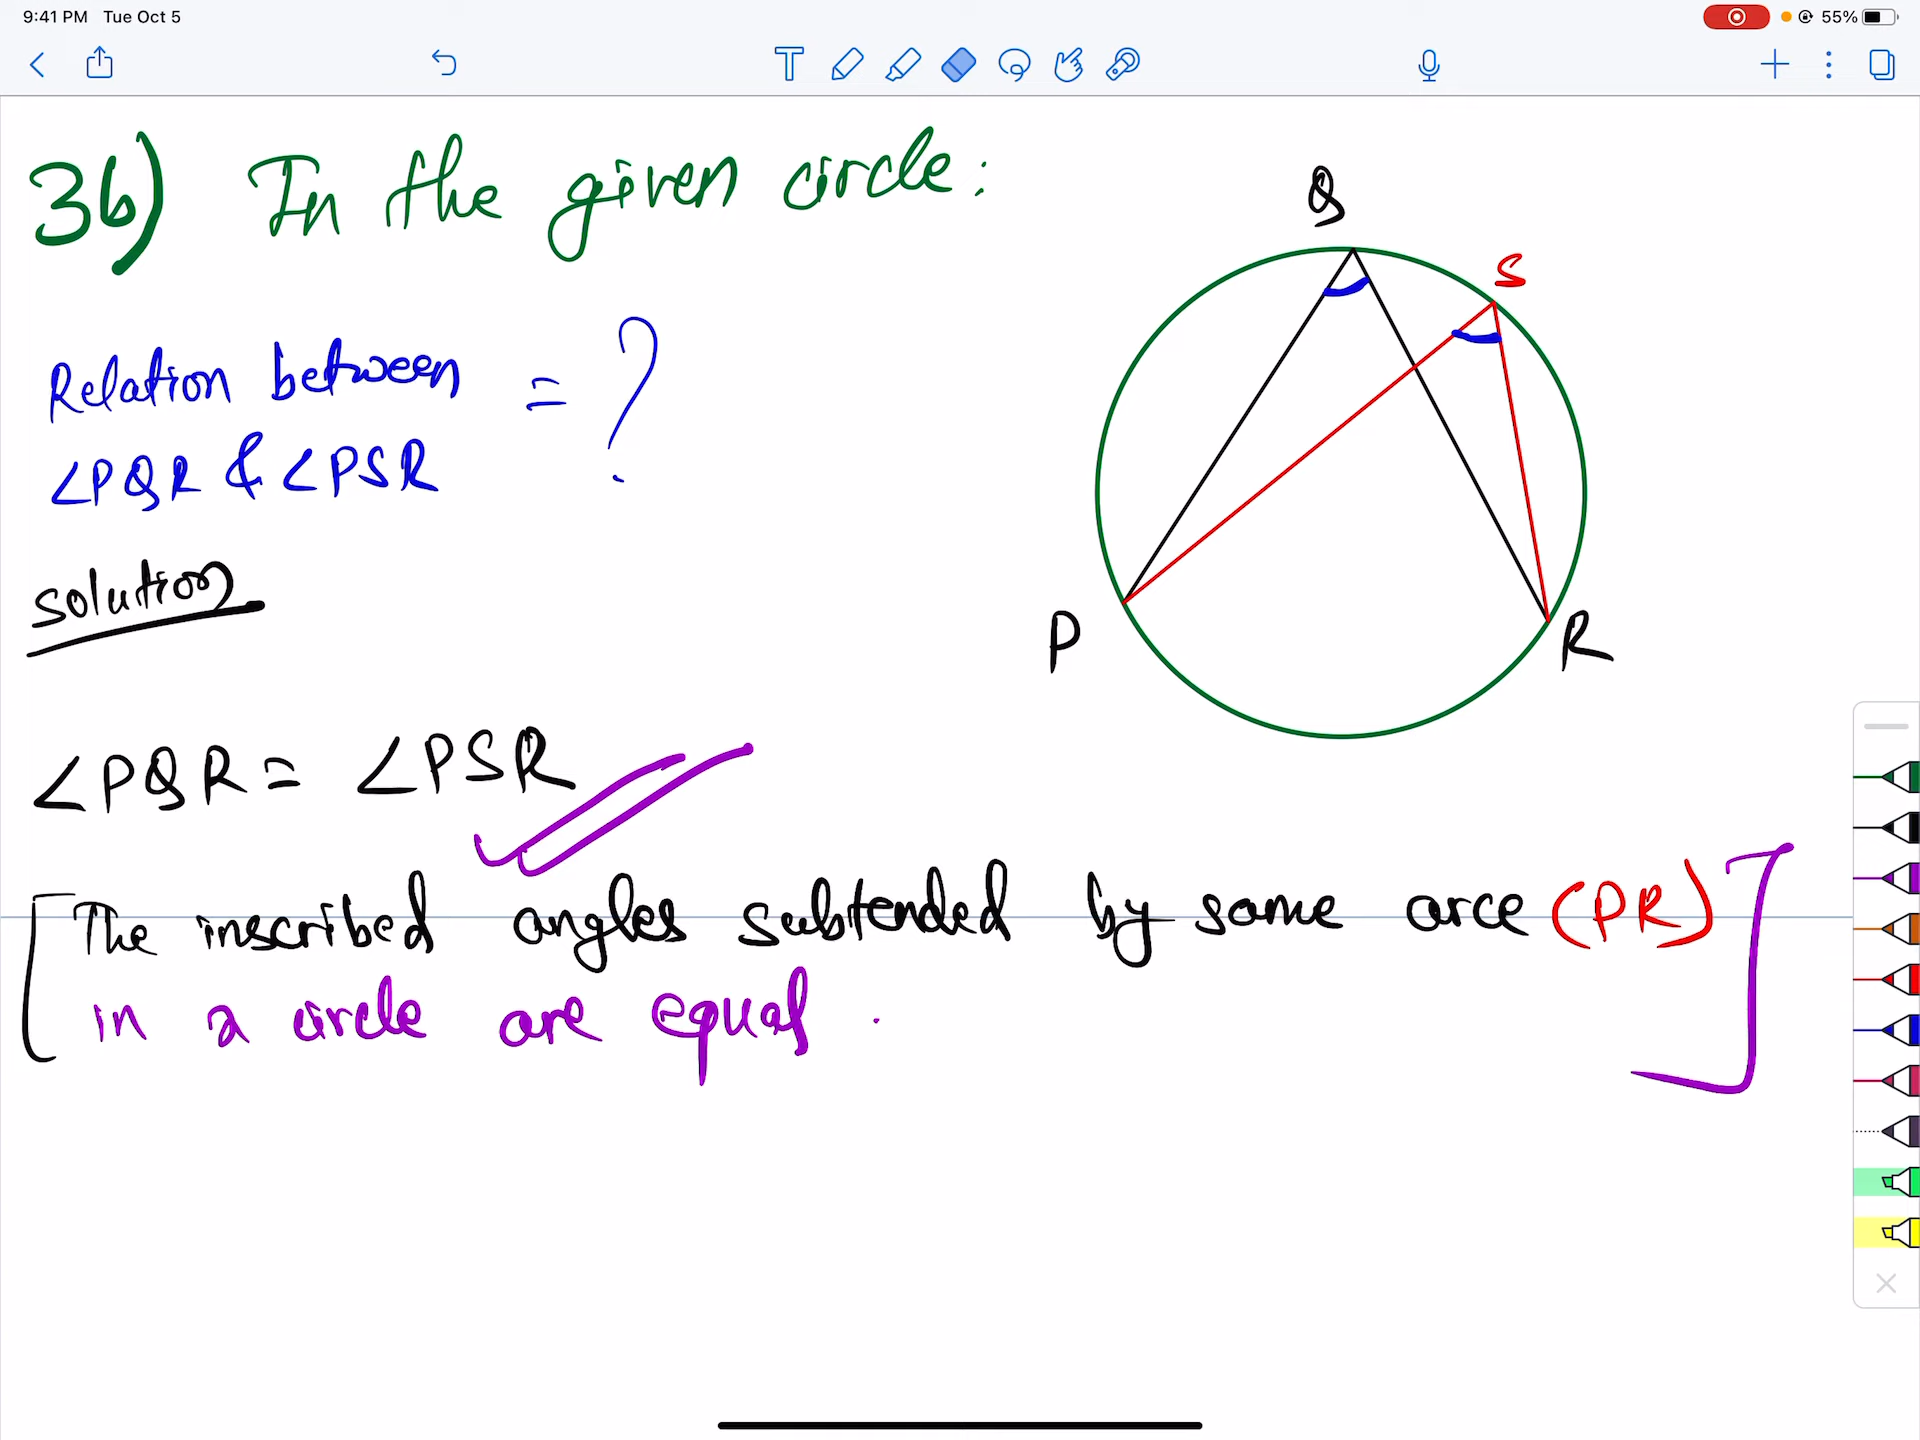 9:41 PM Tue Oct 5
55%
T
3b) In the given circle:
Relation between = ?
∠PQR & ∠PSR
Q
S
P
R
solution
∠PQR = ∠PSR
[The inscribed angles subtended by same arce (PR)
in a circle are equal.]